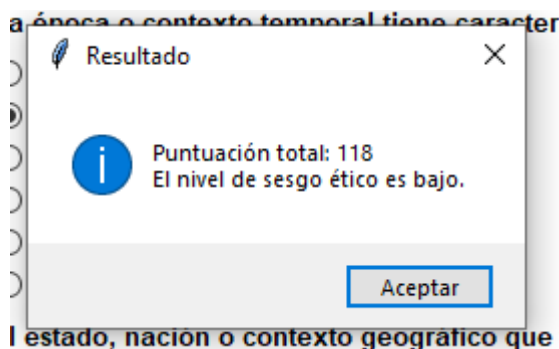 a época o contexto temporal tiene caracter
Resultado
Puntuación total: 118
El nivel de sesgo ético es bajo.
Aceptar
l estado, nación o contexto geográfico que